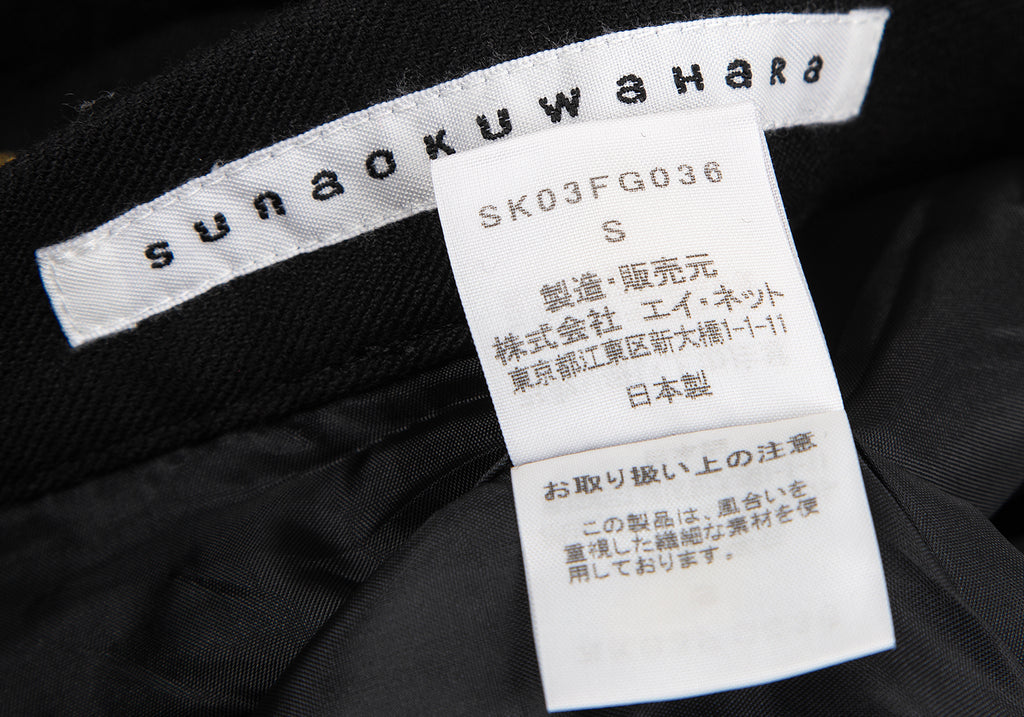 sunaoKUWaHaRa
SK03FG036
S
製造・販売元
株式会社 エイ・ネット
東京都江東区新大橋1-1-11
日本製
お取り扱い上の注意
この製品は、風合いを
重視した繊細な素材を使
用しております。